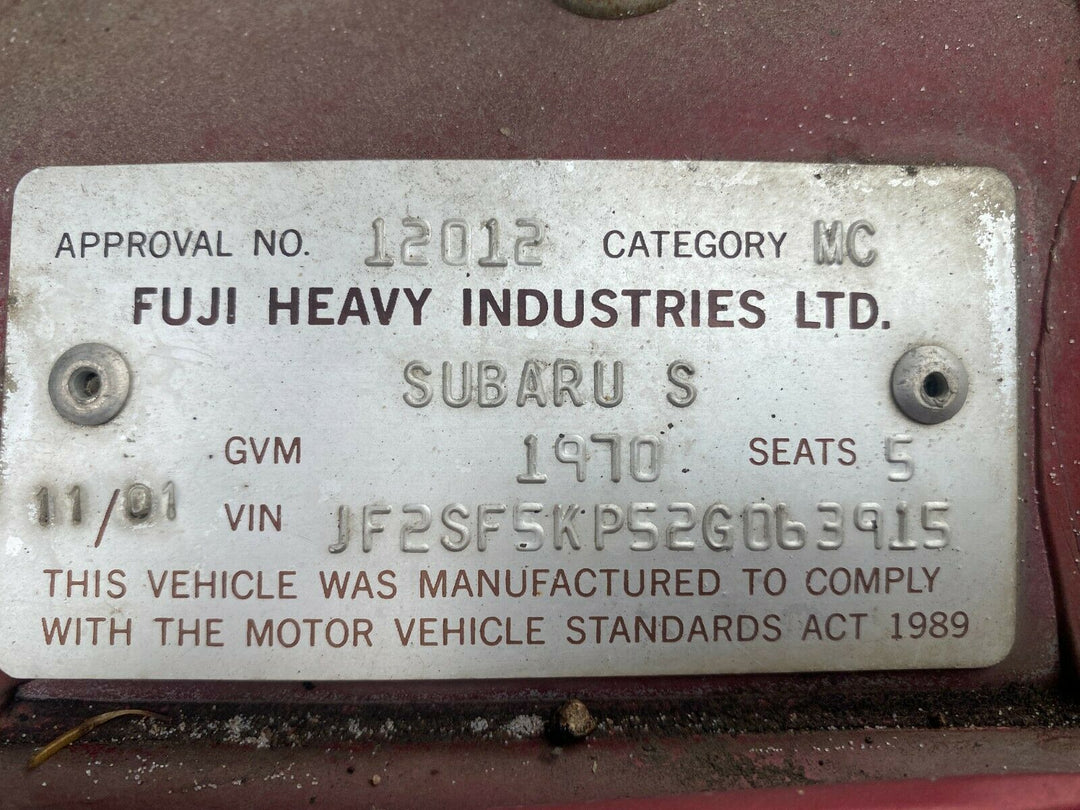 APPROVAL NO. 12012 CATEGORY MC
FUJI HEAVY INDUSTRIES LTD.
SUBARU S
GVM 1970 SEATS 5
11/01 VIN JF2SF5KP52G063915
THIS VEHICLE WAS MANUFACTURED TO COMPLY
WITH THE MOTOR VEHICLE STANDARDS ACT 1989